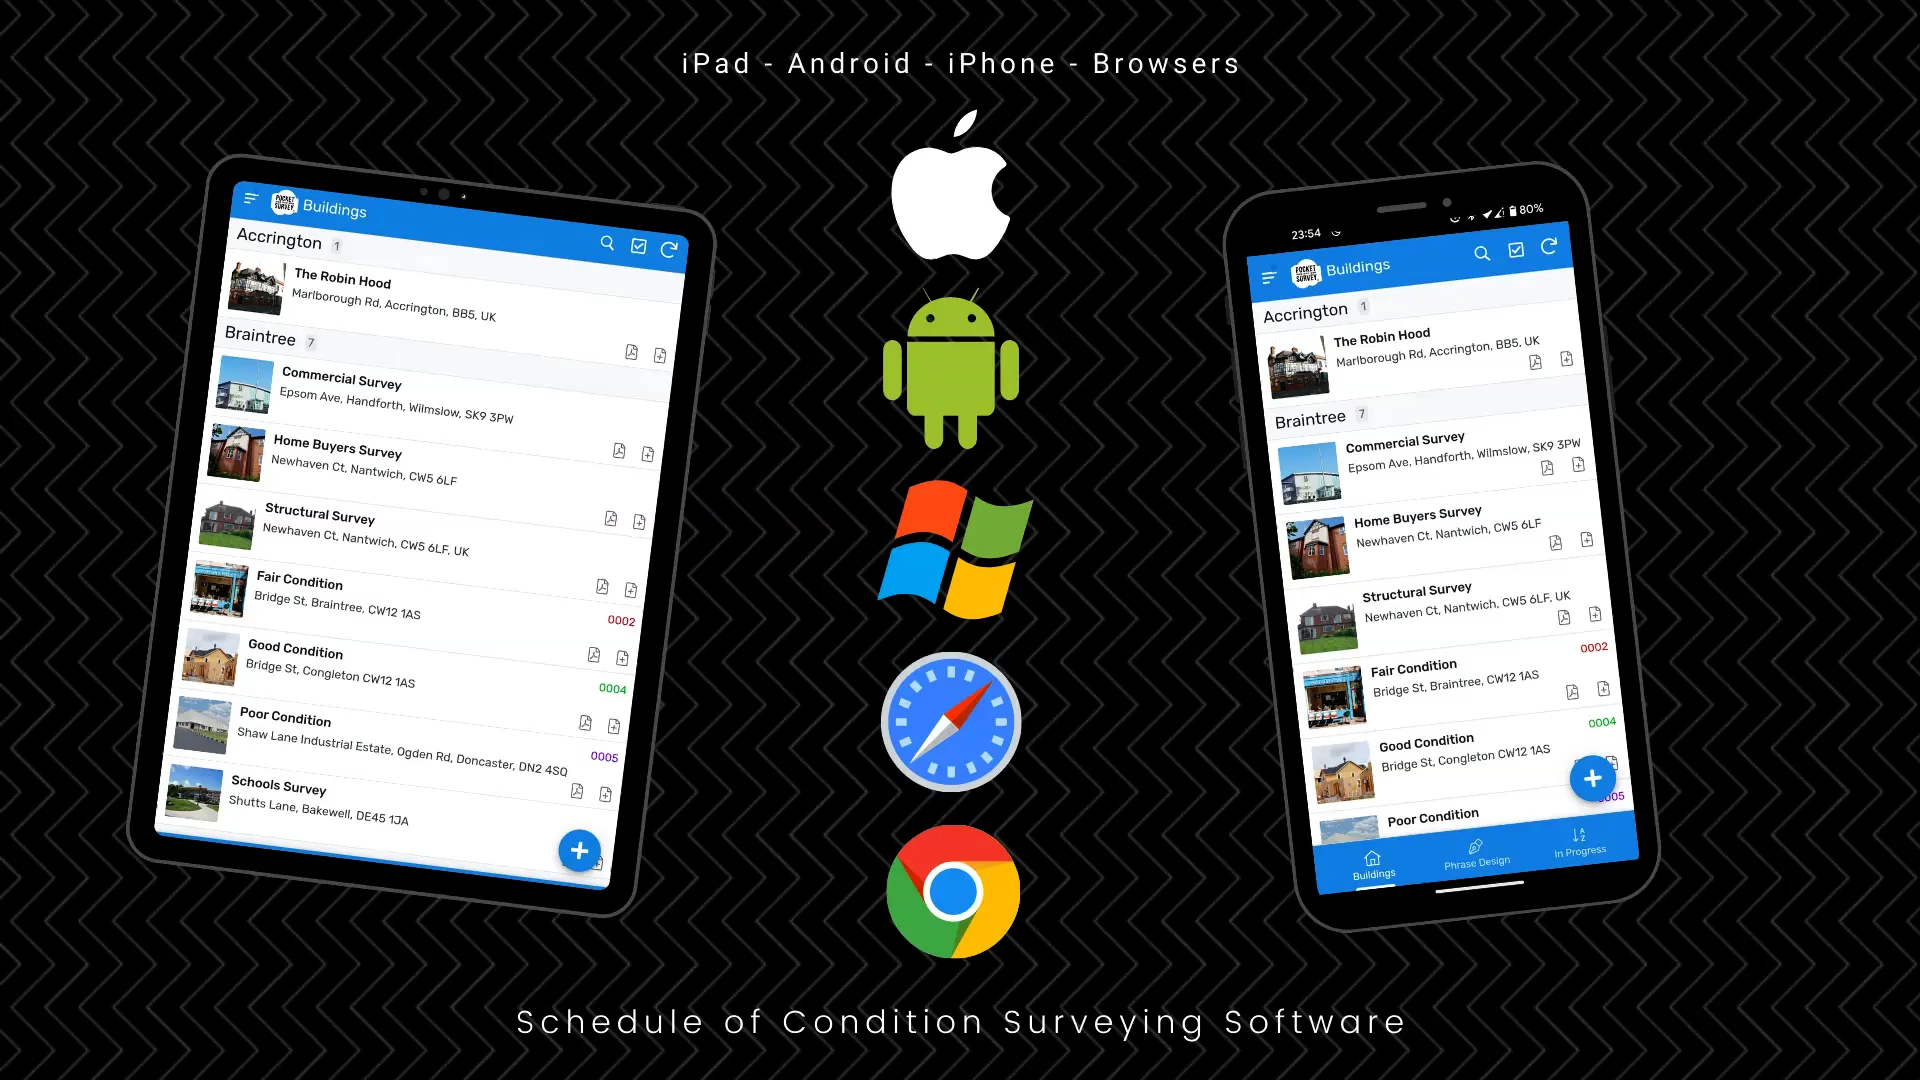 iPad - Android - iPhone - Browsers
POCKET
SURVEY
Buildings
Accrington 1
The Robin Hood
Marlborough Rd, Accrington, BB5, UK
Braintree 7
Commercial Survey
Epsom Ave, Handforth, Wilmslow, SK9 3PW
Home Buyers Survey
Newhaven Ct, Nantwich, CW5 6LF
Structural Survey
Newhaven Ct, Nantwich, CW5 6LF, UK
Fair Condition
Bridge St, Braintree, CW12 1AS
0002
Good Condition
Bridge St, Congleton CW12 1AS
0004
Poor Condition
Shaw Lane Industrial Estate, Ogden Rd, Doncaster, DN2 4SQ
0005
Schools Survey
Shutts Lane, Bakewell, DE45 1JA
23:54
80%
POCKET
SURVEY
Buildings
Accrington 1
The Robin Hood
Marlborough Rd, Accrington, BB5, UK
Braintree 7
Commercial Survey
Epsom Ave, Handforth, Wilmslow, SK9 3PW
Home Buyers Survey
Newhaven Ct, Nantwich, CW5 6LF
Structural Survey
Newhaven Ct, Nantwich, CW5 6LF, UK
Fair Condition
Bridge St, Braintree, CW12 1AS
0002
Good Condition
Bridge St, Congleton CW12 1AS
0004
Poor Condition
005
Buildings
Phrase Design
In Progress
Schedule of Condition Surveying Software